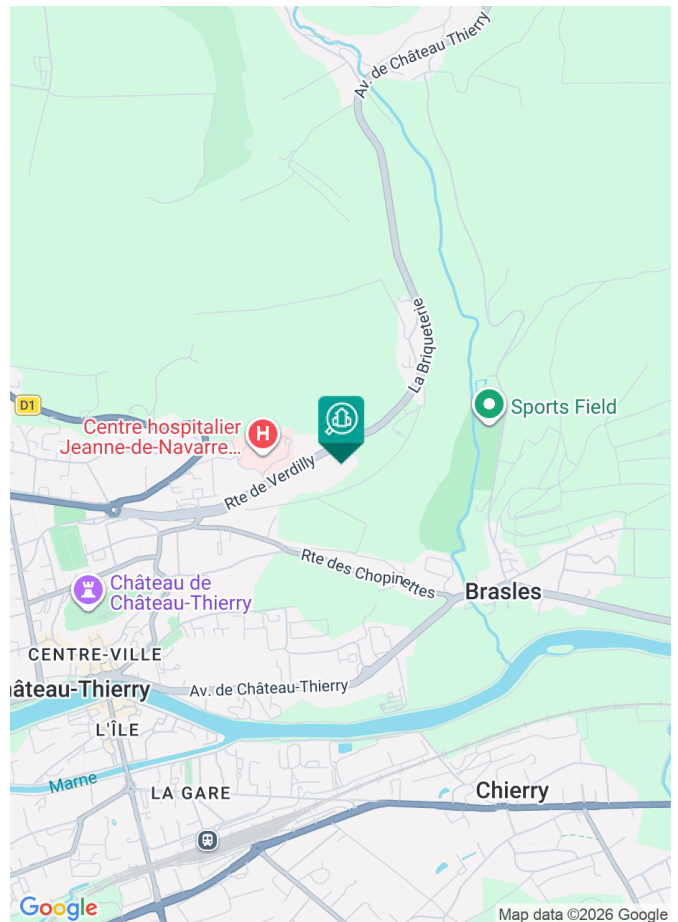 Av. de Château Thierry
La Briqueterie
D1
Sports Field
Centre hospitalier
Jeanne-de-Navarre...
H
Rte de Verdilly
Rte des Chopinettes
Château de
Château-Thierry
Brasles
CENTRE-VILLE
hâteau-Thierry
Av. de Château-Thierry
L'ÎLE
Marne
LA GARE
Chierry
Google
Map data ©2026 Google